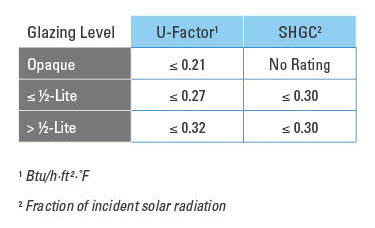 Glazing Level U-Factor¹ SHGC²
Opaque ≤ 0.21 No Rating
≤ ½-Lite ≤ 0.27 ≤ 0.30
> ½-Lite ≤ 0.32 ≤ 0.30
¹ Btu/h·ft²·°F
² Fraction of incident solar radiation